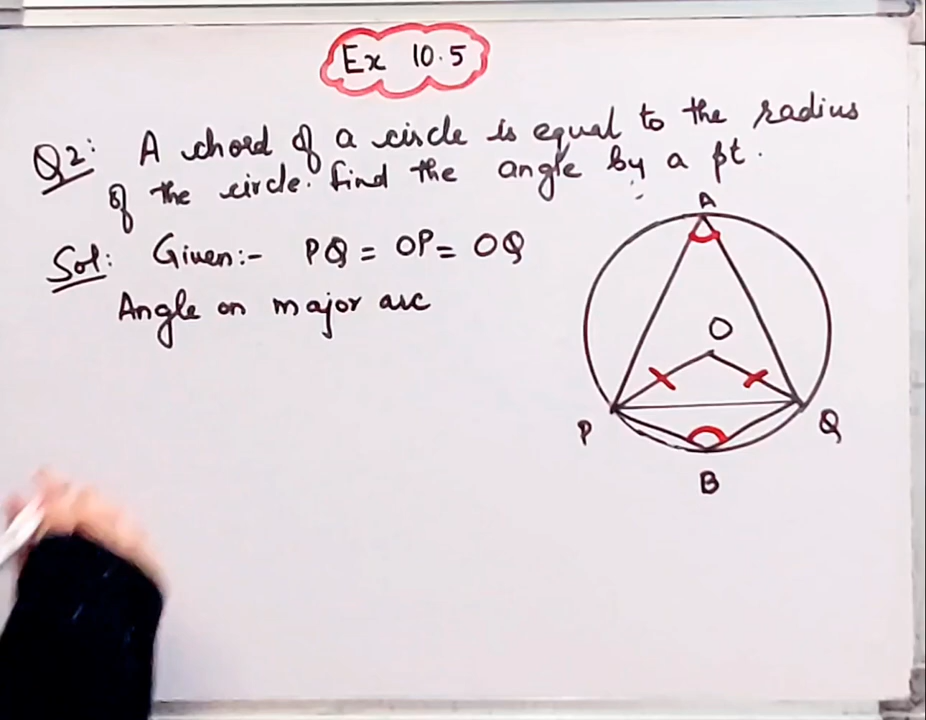 Ex 10.5
Q2: A chord of a circle is equal to the radius
of the circle. find the angle by a pt.
Sol: Given:- PQ = OP = OQ
Angle on major arc
A
O
P
Q
B